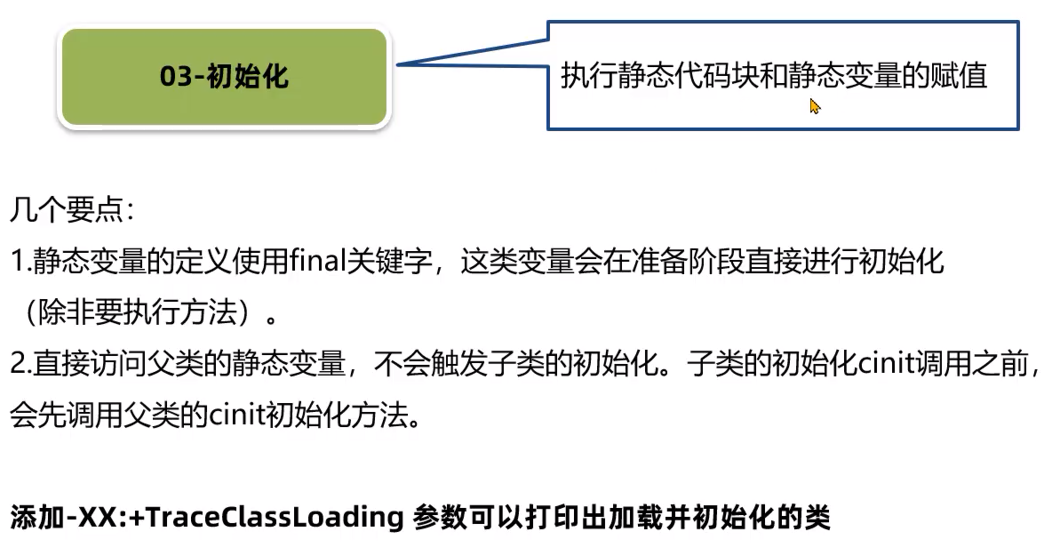 03-初始化
执行静态代码块和静态变量的赋值
几个要点：
1.静态变量的定义使用final关键字，这类变量会在准备阶段直接进行初始化
（除非要执行方法）。
2.直接访问父类的静态变量，不会触发子类的初始化。子类的初始化cinit调用之前，
会先调用父类的cinit初始化方法。
添加-XX:+TraceClassLoading 参数可以打印出加载并初始化的类